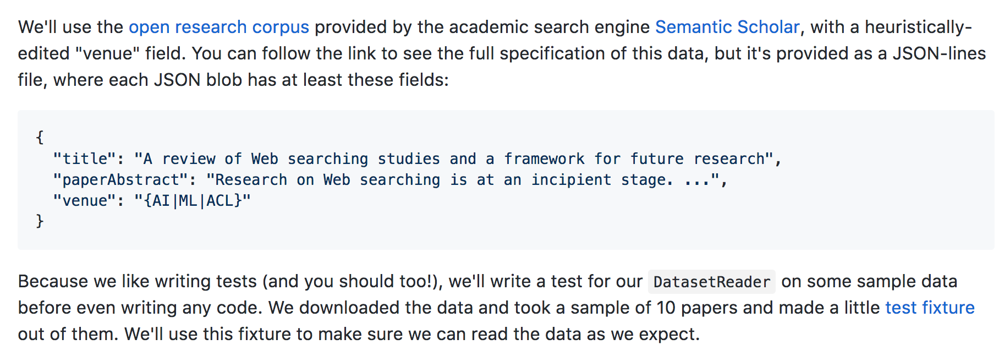 We'll use the open research corpus provided by the academic search engine Semantic Scholar, with a heuristically-
edited "venue" field. You can follow the link to see the full specification of this data, but it's provided as a JSON-lines
file, where each JSON blob has at least these fields:
{
  "title": "A review of Web searching studies and a framework for future research",
  "paperAbstract": "Research on Web searching is at an incipient stage. ...",
  "venue": "{AI|ML|ACL}"
}
Because we like writing tests (and you should too!), we'll write a test for our DatasetReader on some sample data
before even writing any code. We downloaded the data and took a sample of 10 papers and made a little test fixture
out of them. We'll use this fixture to make sure we can read the data as we expect.